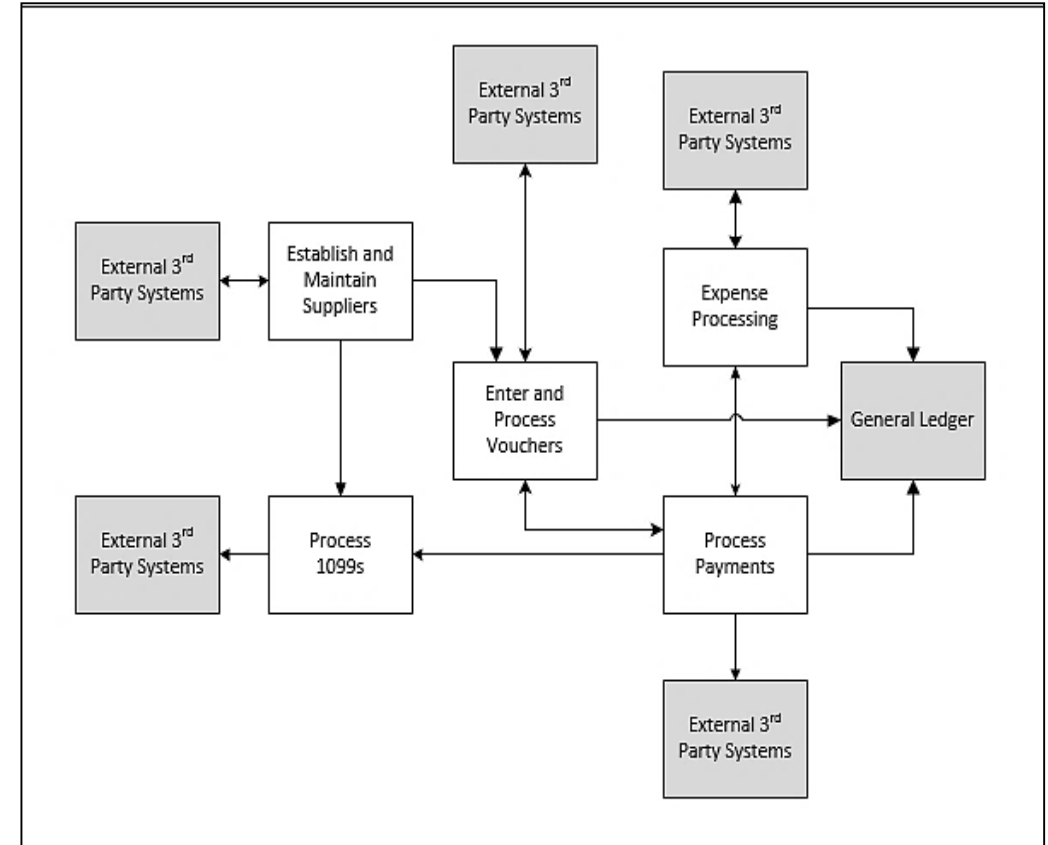 External 3rd
Party Systems
External 3rd
Party Systems
External 3rd
Party Systems
Establish and
Maintain
Suppliers
Expense
Processing
Enter and
Process
Vouchers
General Ledger
External 3rd
Party Systems
Process
1099s
Process
Payments
External 3rd
Party Systems